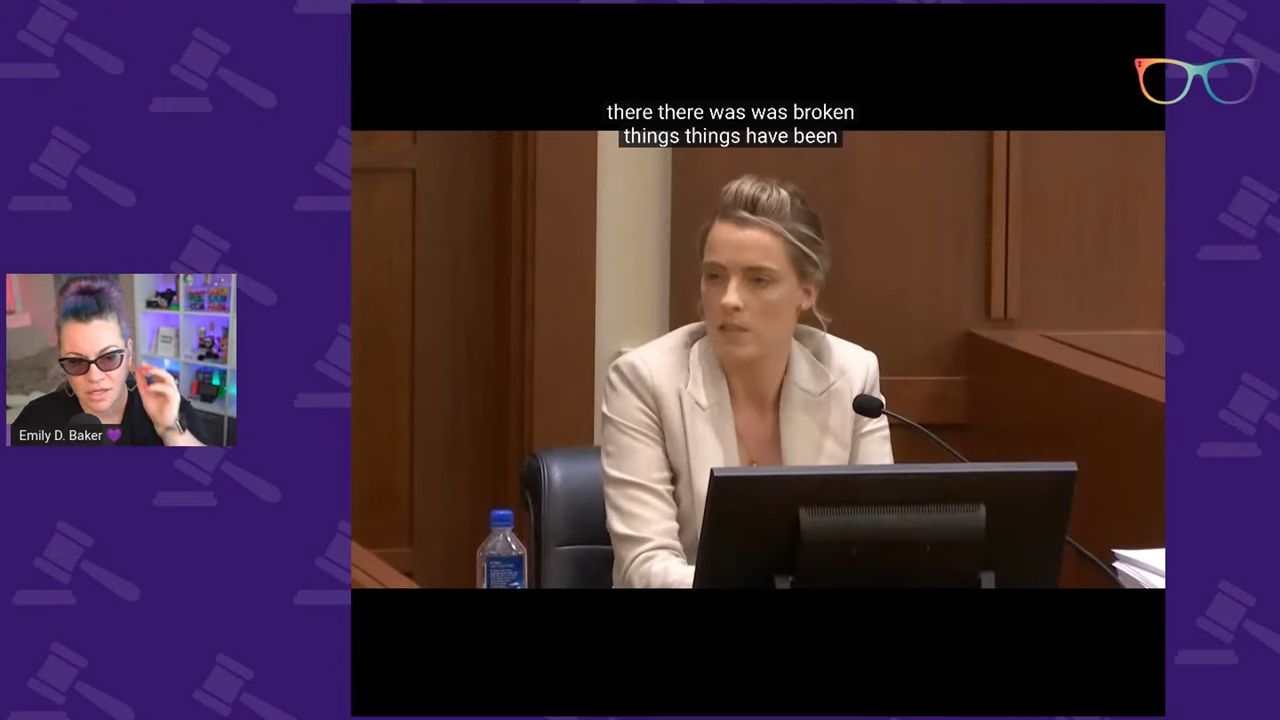 there there was was broken
things things have been
Emily D. Baker 💜